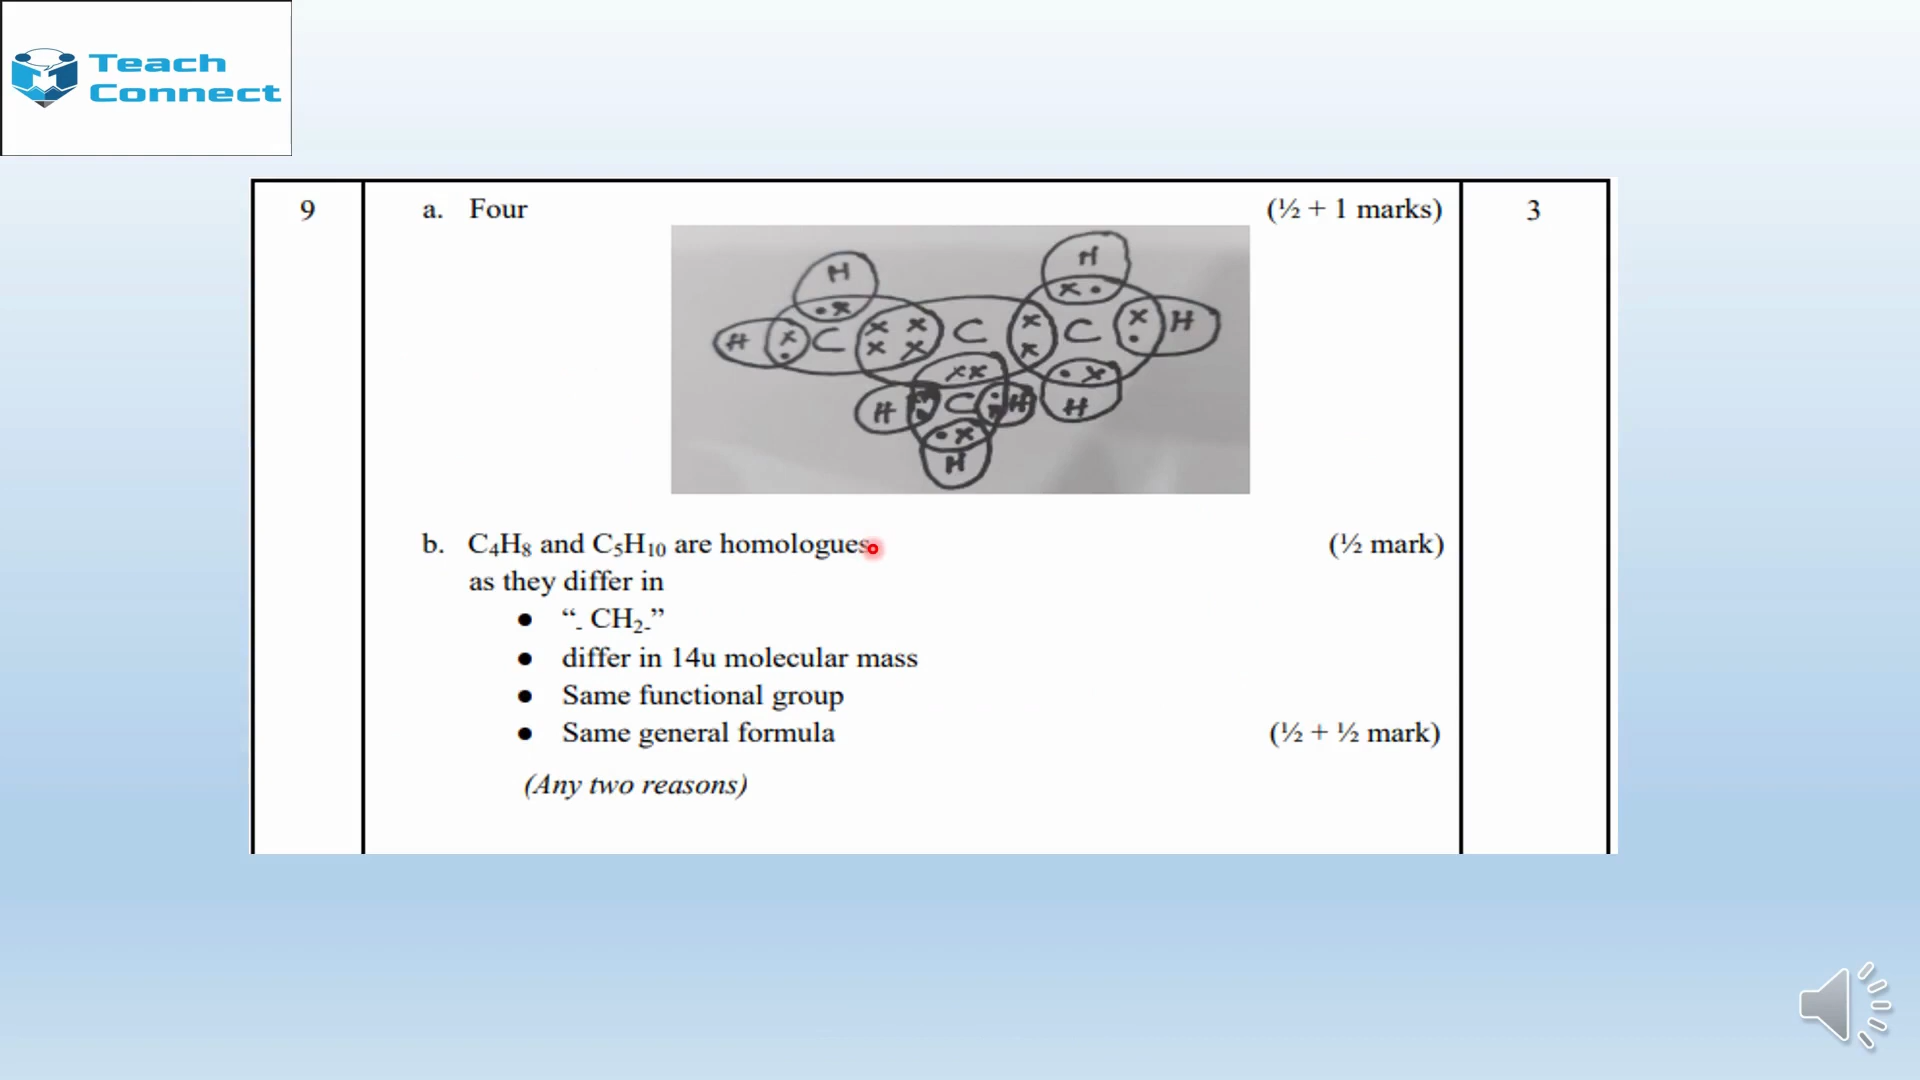 Teach
Connect
9
a. Four (½ + 1 marks) 3
H H
• x x •
H x • C x x x x C x x C x • H
x x • x
H C H H
• x
H
b. C₄H₈ and C₅H₁₀ are homologues (½ mark)
as they differ in
● “₋ CH₂₋”
● differ in 14u molecular mass
● Same functional group
● Same general formula (½ + ½ mark)
(Any two reasons)